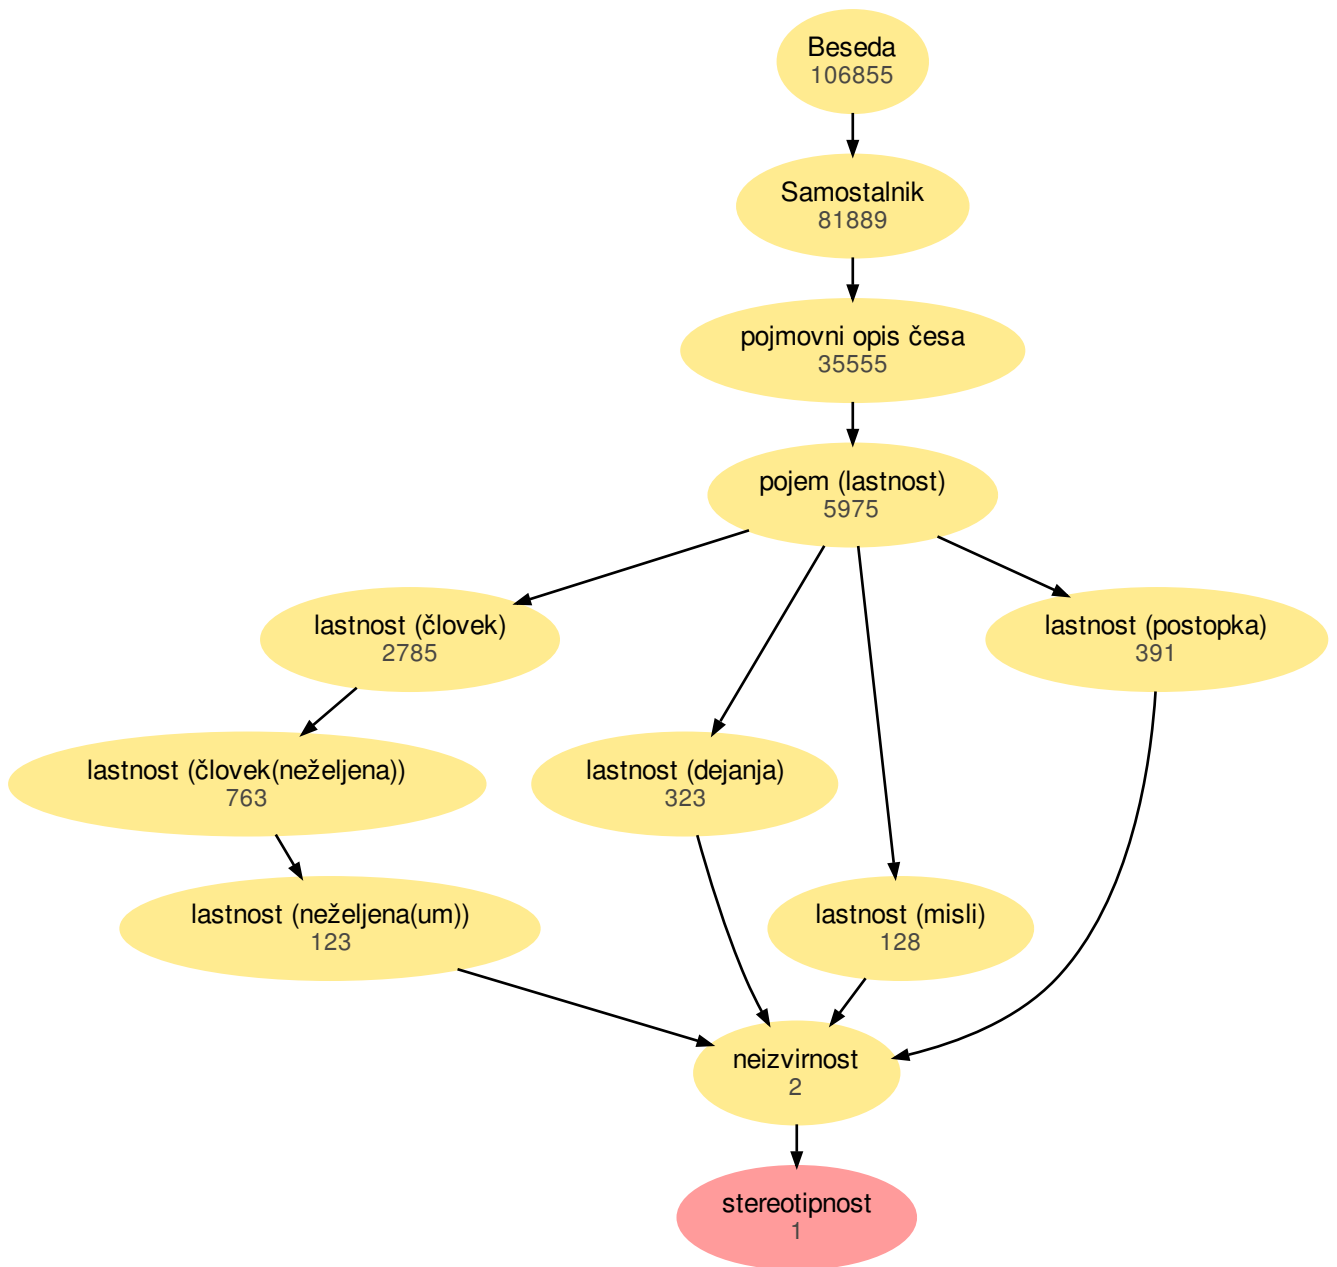 Beseda
106855
Samostalnik
81889
pojmovni opis česa
35555
pojem (lastnost)
5975
lastnost (človek)
2785
lastnost (postopka)
391
lastnost (človek(neželjena))
763
lastnost (dejanja)
323
lastnost (neželjena(um))
123
lastnost (misli)
128
neizvirnost
2
stereotipnost
1